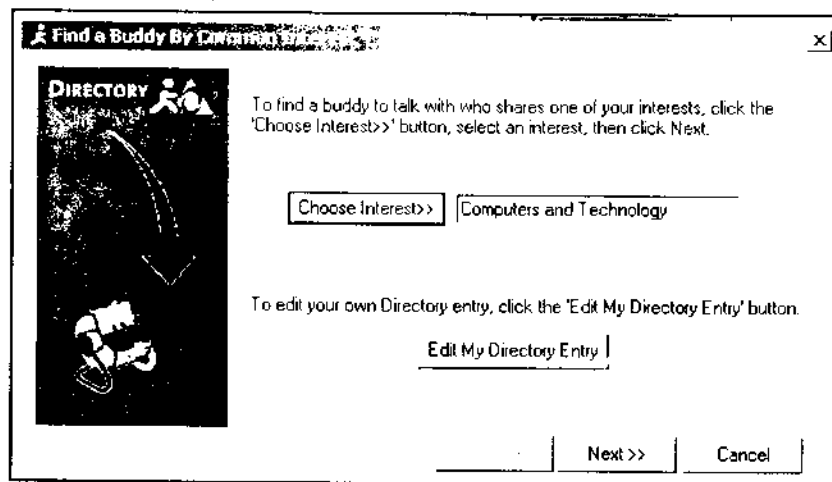 Find a Buddy By Common
X
DIRECTORY
To find a buddy to talk with who shares one of your interests, click the
'Choose Interest>>' button, select an interest, then click Next.
Choose Interest>> Computers and Technology
To edit your own Directory entry, click the 'Edit My Directory Entry' button.
Edit My Directory Entry
Next >> Cancel